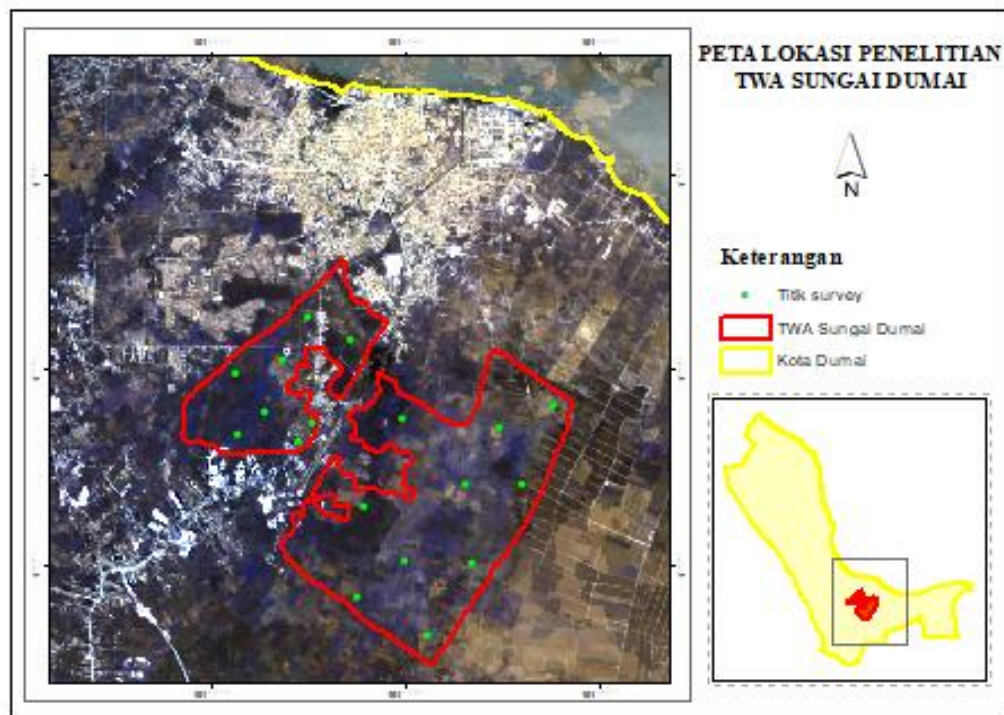 PETA LOKASI PENELITIAN
TWA SUNGAI DUMAI
N
Keterangan
Titik survey
TWA Sungai Dumai
Kota Dumai